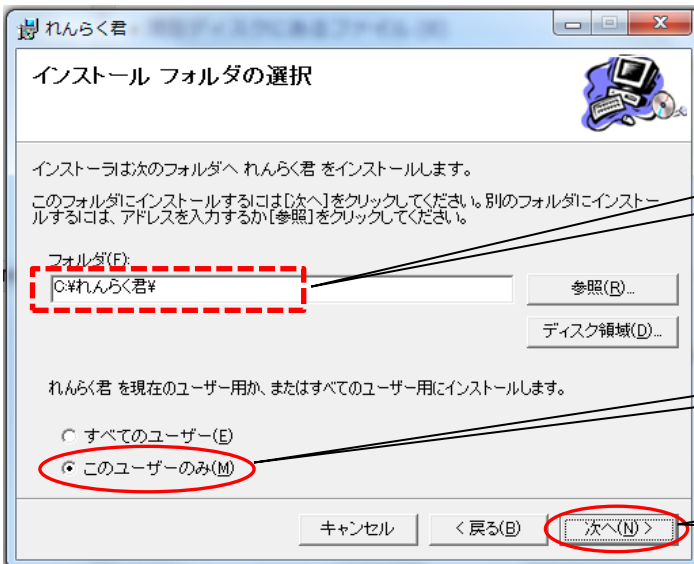 れんらく君
インストール フォルダの選択
インストーラは次のフォルダへ れんらく君 をインストールします。
このフォルダにインストールするには[次へ]をクリックしてください。別のフォルダにインストー
ルするには、アドレスを入力するか[参照]をクリックしてください。
フォルダ(F):
C:¥れんらく君¥
参照(R)...
ディスク領域(D)...
れんらく君 を現在のユーザー用か、またはすべてのユーザー用にインストールします。
すべてのユーザー(E)
このユーザーのみ(M)
キャンセル
< 戻る(B)
次へ(N) >